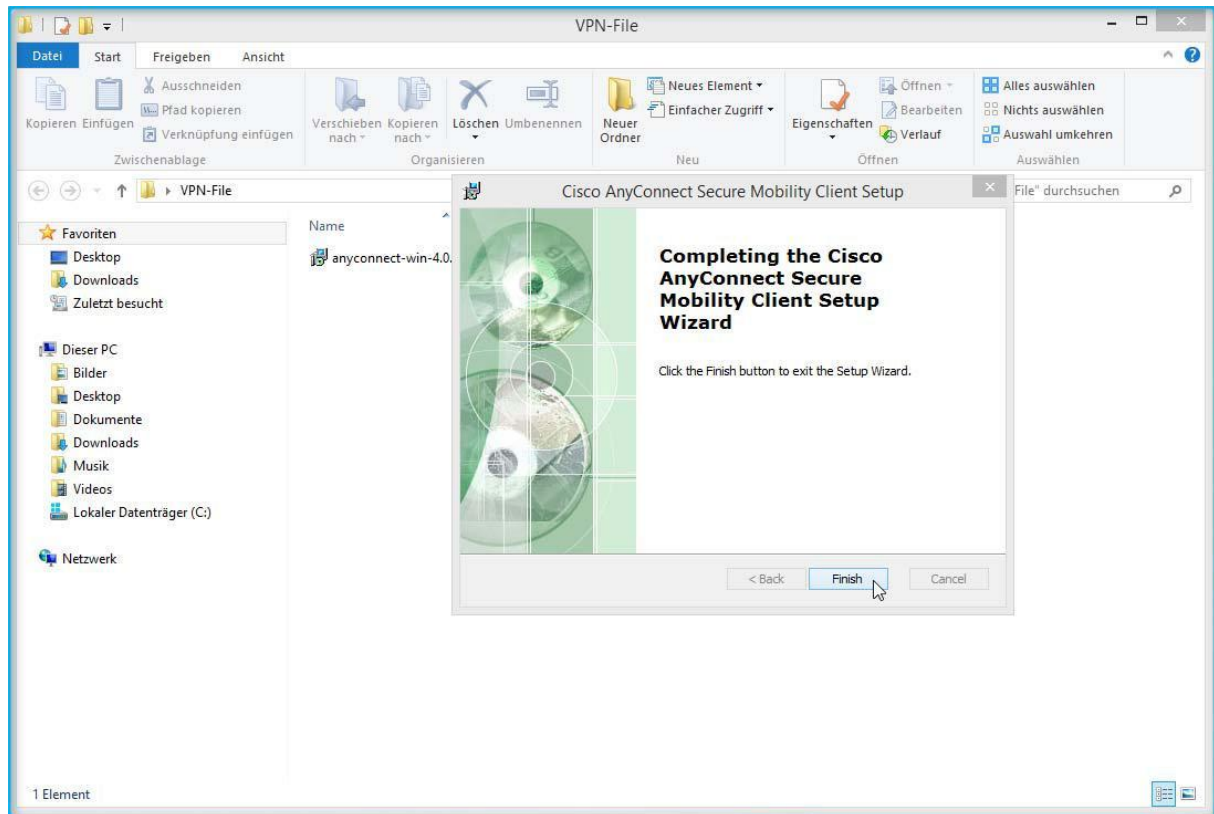 VPN-File
Datei Start Freigeben Ansicht
Kopieren
Einfügen
Ausschneiden
Pfad kopieren
Verknüpfung einfügen
Zwischenablage
Verschieben nach
Kopieren nach
Löschen
Umbenennen
Organisieren
Neuer Ordner
Neues Element
Einfacher Zugriff
Neu
Eigenschaften
Öffnen
Bearbeiten
Verlauf
Öffnen
Alles auswählen
Nichts auswählen
Auswahl umkehren
Auswählen
VPN-File
File" durchsuchen
Favoriten
Desktop
Downloads
Zuletzt besucht
Dieser PC
Bilder
Desktop
Dokumente
Downloads
Musik
Videos
Lokaler Datenträger (C:)
Netzwerk
Name
anyconnect-win-4.0.
Cisco AnyConnect Secure Mobility Client Setup
Completing the Cisco
AnyConnect Secure
Mobility Client Setup
Wizard
Click the Finish button to exit the Setup Wizard.
< Back Finish Cancel
1 Element